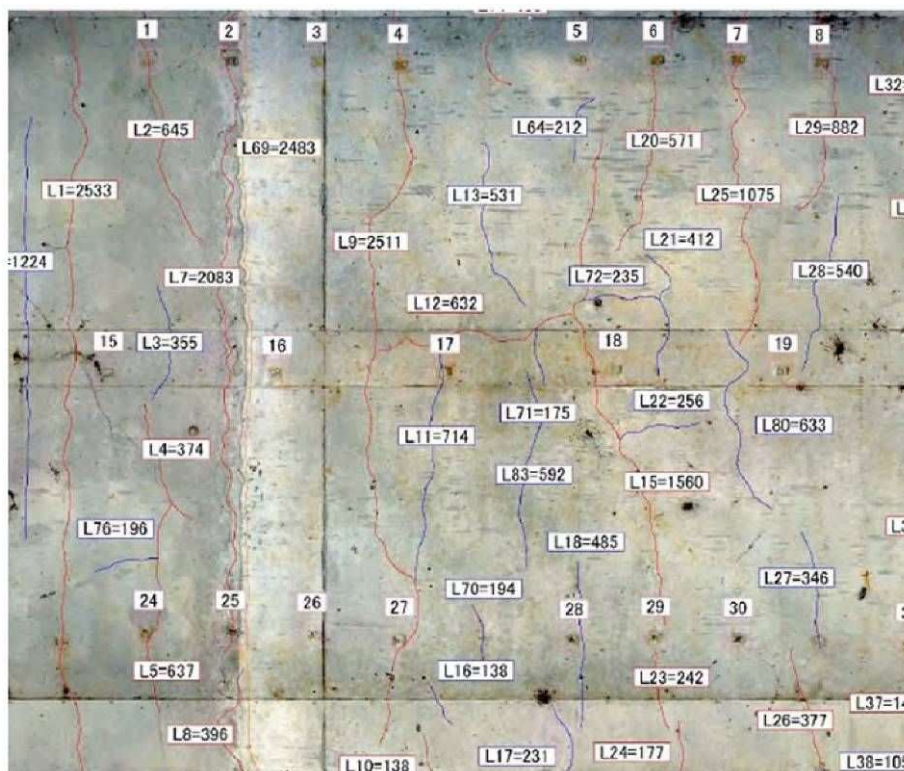 1 2 3 4 5 6 7 8
L32=
L2=645
L64=212
L29=882
L69=2483
L20=571
L1=2533
L13=531
L25=1075
L9=2511
L21=412
=1224
L7=2083
L72=235
L28=540
L12=632
L3=355
15 16 17 18 19
L71=175
L22=256
L11=714
L80=633
L4=374
L83=592
L15=1560
L76=196
L18=485
L70=194
L27=346
24 25 26 27 28 29 30
L5=637
L16=138
L23=242
L37=14
L26=377
L8=396
L17=231
L24=177
L10=138
L38=109